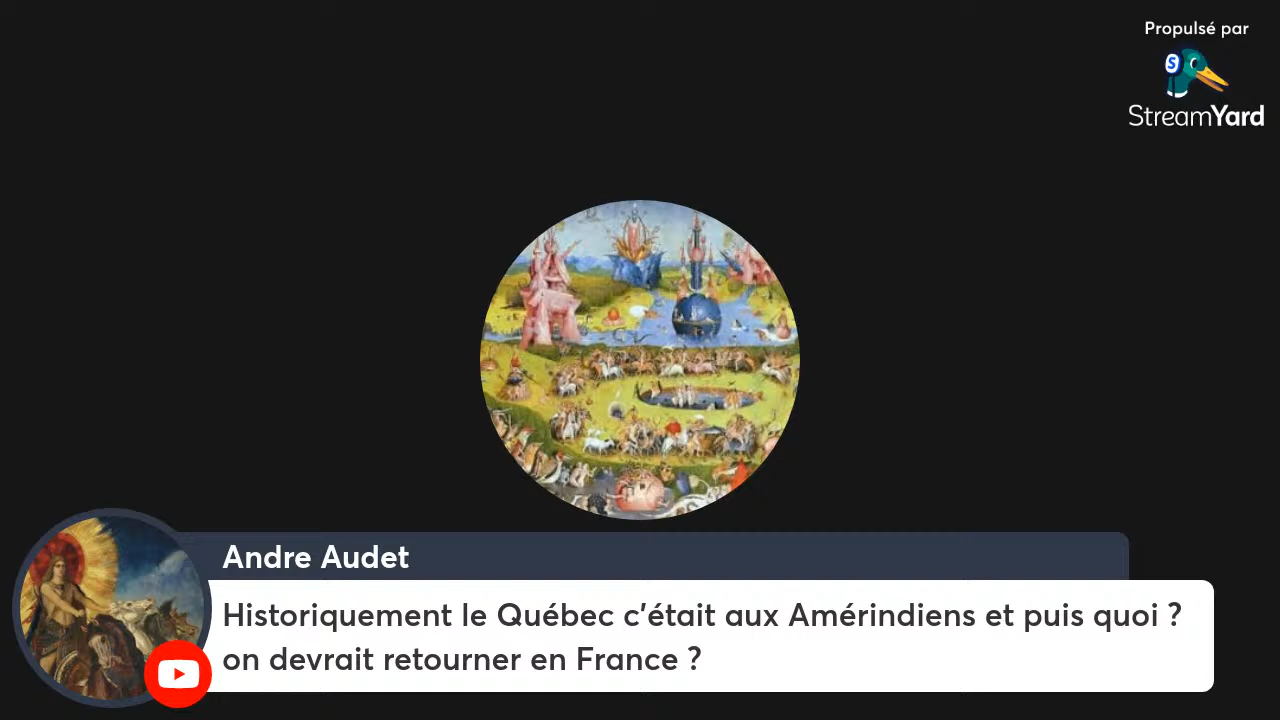 Propulsé par
S
StreamYard
Andre Audet
Historiquement le Québec c'était aux Amérindiens et puis quoi ?
on devrait retourner en France ?